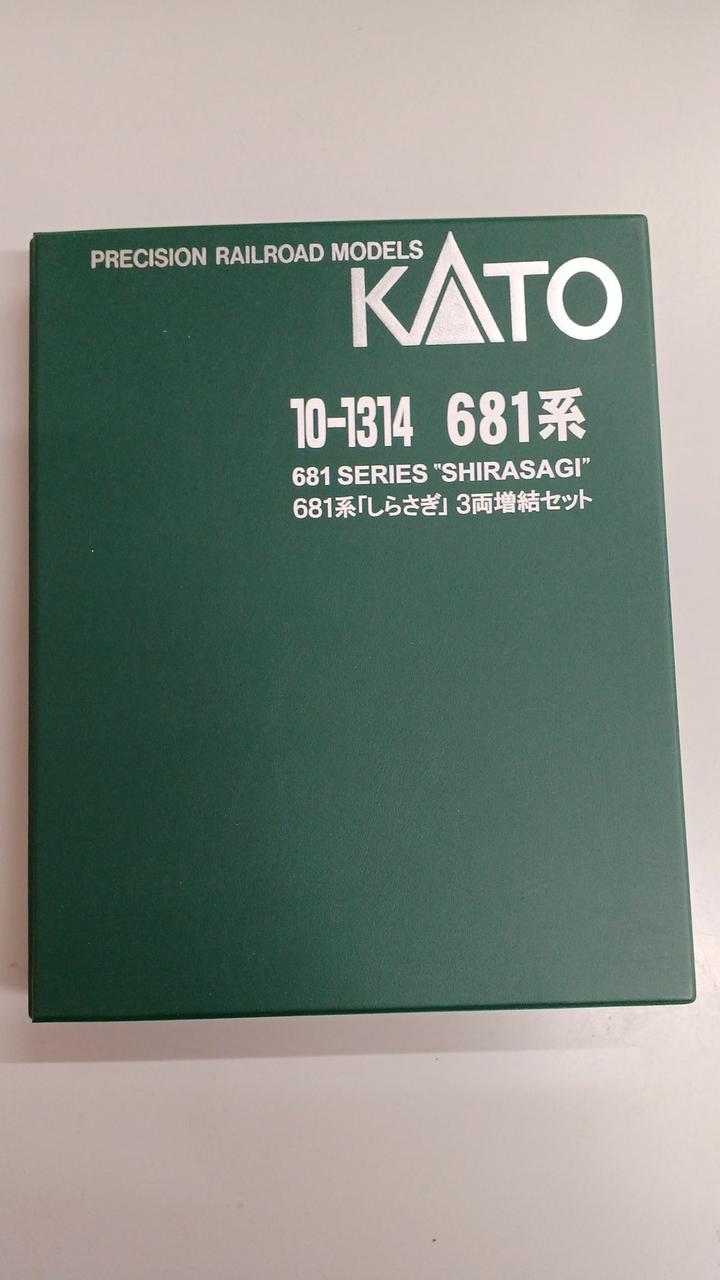 PRECISION RAILROAD MODELS
KATO
10-1314 681系
681 SERIES "SHIRASAGI"
681系「しらさぎ」 3両増結セット